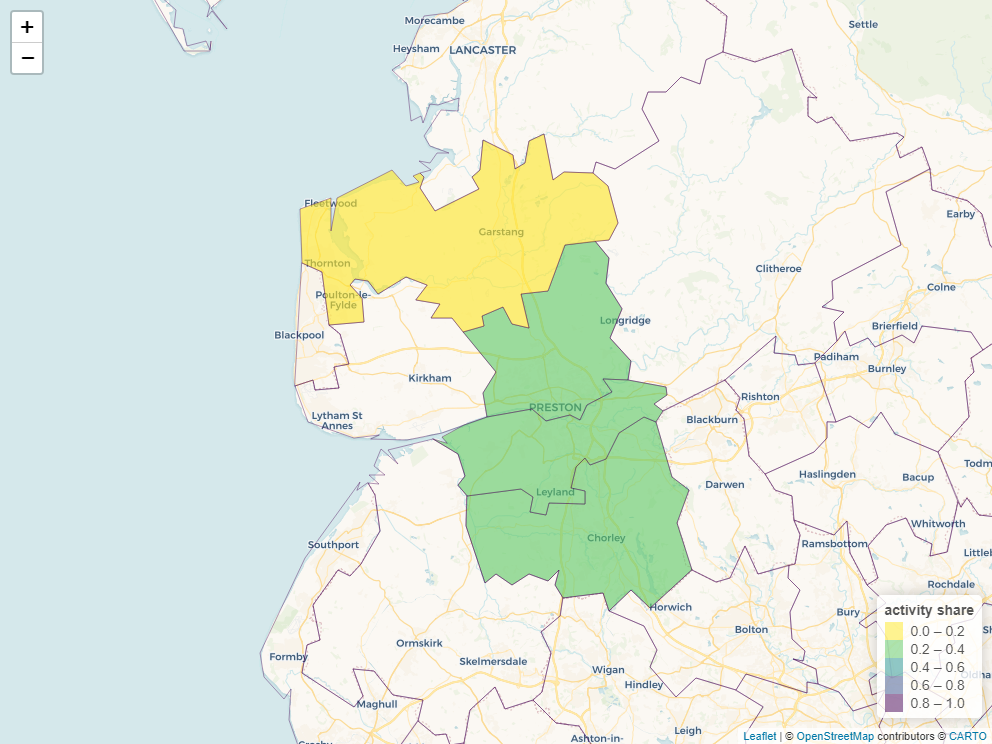 +
−
Morecambe
Settle
Heysham
LANCASTER
Fleetwood
Earby
Garstang
Thornton
Clitheroe
Poulton-le-
Fylde
Colne
Longridge
Blackpool
Brierfield
Padiham
Burnley
Kirkham
Rishton
PRESTON
Lytham St
Annes
Blackburn
Todm
Haslingden
Bacup
Darwen
Leyland
Whitworth
Chorley
Southport
Ramsbottom
Littleb
Rochdale
Horwich
Bury
Bolton
Ormskirk
Formby
Skelmersdale
Wigan
Hindley
Maghull
Leigh
Ashton-in-
Crosby
activity share
0.0 – 0.2
0.2 – 0.4
0.4 – 0.6
0.6 – 0.8
0.8 – 1.0
Leaflet | © OpenStreetMap contributors © CARTO